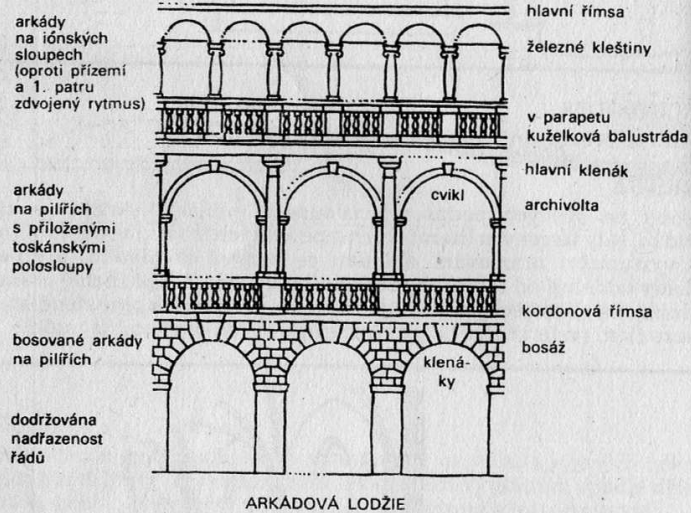 arkády
na iónských
sloupech
(oproti přízemí
a 1. patru
zdvojený rytmus)
hlavní římsa
železné kleštiny
v parapetu
kuželková balustráda
hlavní klenák
cvikl
archivolta
arkády
na pilířích
s přiloženými
toskánskými
polosloupy
kordonová římsa
bosované arkády
na pilířích
bosáž
klená-
ky
dodržována
nadřazenost
řádů
ARKÁDOVÁ LODŽIE